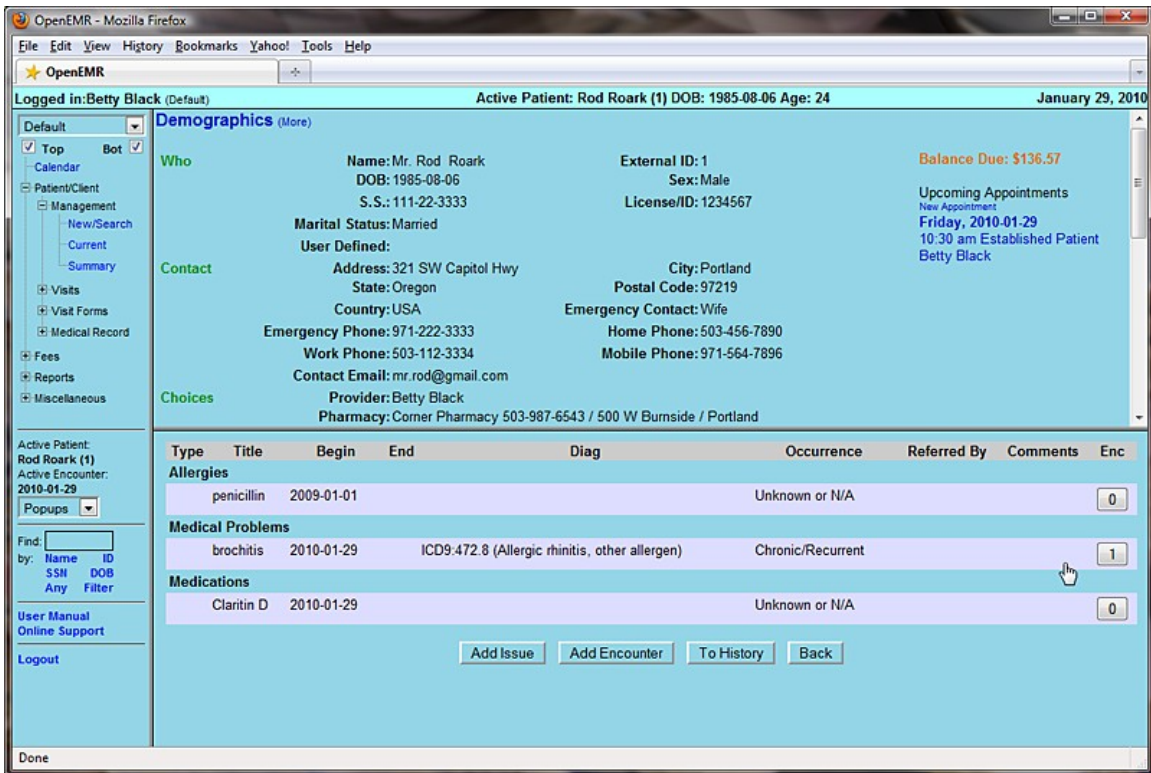 OpenEMR - Mozilla Firefox
File Edit View History Bookmarks Yahoo! Tools Help
OpenEMR
Logged in:Betty Black (Default) Active Patient: Rod Roark (1) DOB: 1985-08-06 Age: 24 January 29, 2010
Default
Top Bot
Calendar
Patient/Client
Management
New/Search
Current
Summary
Visits
Visit Forms
Medical Record
Fees
Reports
Miscellaneous
Active Patient:
Rod Roark (1)
Active Encounter:
2010-01-29
Popups
Find:
by: Name ID
SSN DOB
Any Filter
User Manual
Online Support
Logout
Demographics (More)
Who Name: Mr. Rod Roark External ID: 1
DOB: 1985-08-06 Sex: Male
S.S.: 111-22-3333 License/ID: 1234567
Marital Status: Married
User Defined:
Contact Address: 321 SW Capitol Hwy City: Portland
State: Oregon Postal Code: 97219
Country: USA Emergency Contact: Wife
Emergency Phone: 971-222-3333 Home Phone: 503-456-7890
Work Phone: 503-112-3334 Mobile Phone: 971-564-7896
Contact Email: mr.rod@gmail.com
Choices Provider: Betty Black
Pharmacy: Corner Pharmacy 503-987-6543 / 500 W Burnside / Portland
Balance Due: $136.57
Upcoming Appointments
New Appointment
Friday, 2010-01-29
10:30 am Established Patient
Betty Black
Type Title Begin End Diag Occurrence Referred By Comments Enc
Allergies
penicillin 2009-01-01 Unknown or N/A 0
Medical Problems
brochitis 2010-01-29 ICD9:472.8 (Allergic rhinitis, other allergen) Chronic/Recurrent 1
Medications
Claritin D 2010-01-29 Unknown or N/A 0
Add Issue Add Encounter To History Back
Done